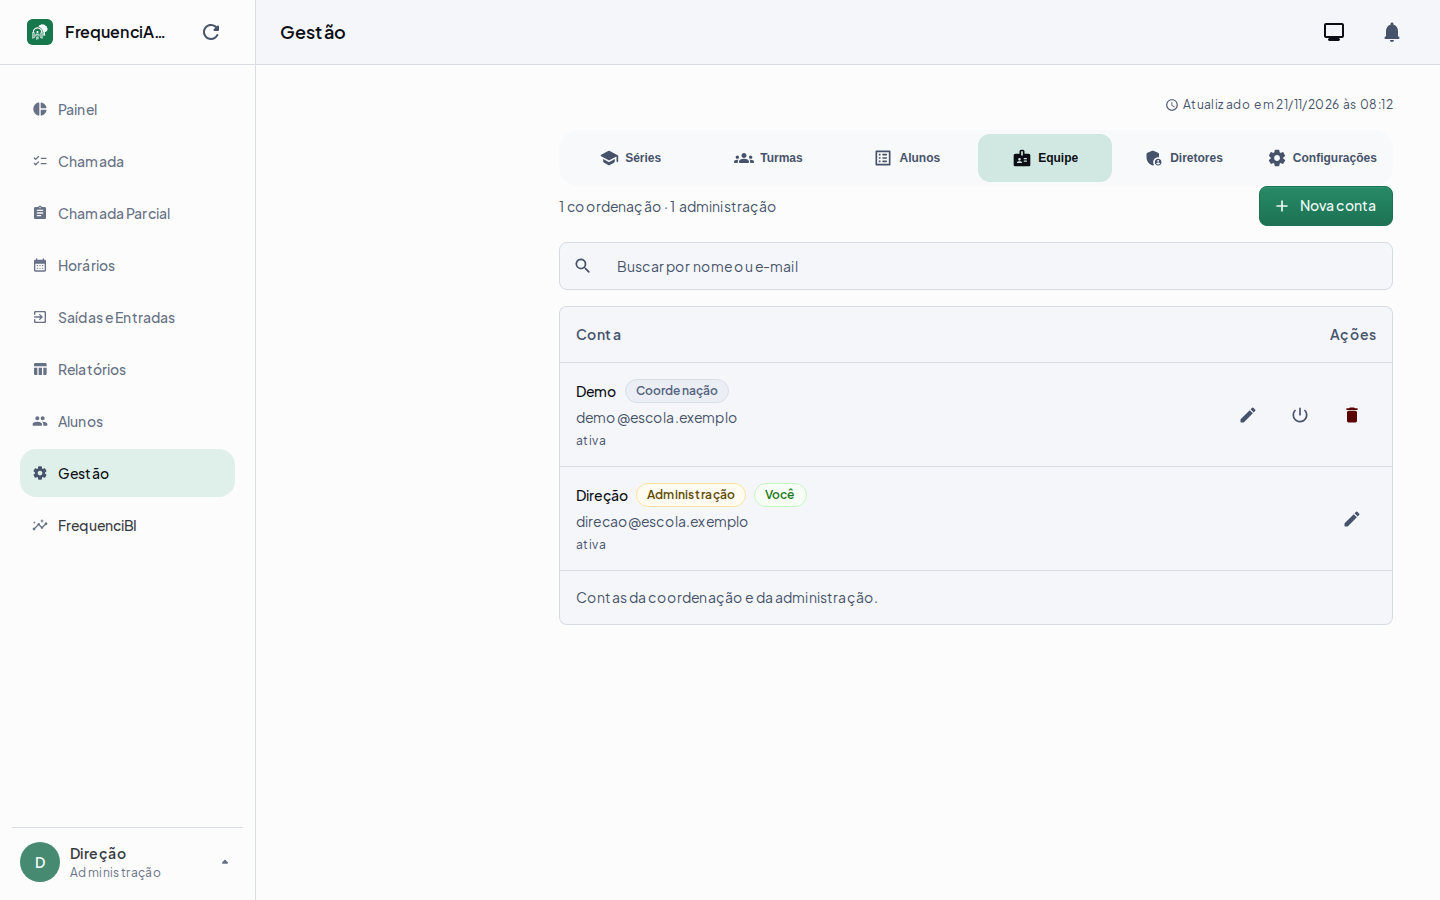 FrequenciA...
Gestão
Painel
Chamada
Chamada Parcial
Horários
Saídas e Entradas
Relatórios
Alunos
Gestão
FrequenciBI
D
Direção
Administração
Atualizado em 21/11/2026 às 08:12
Séries
Turmas
Alunos
Equipe
Diretores
Configurações
1 coordenação · 1 administração
Nova conta
Buscar por nome ou e-mail
Conta
Ações
Demo Coordenação
demo@escola.exemplo
ativa
Direção Administração Você
direcao@escola.exemplo
ativa
Contas da coordenação e da administração.